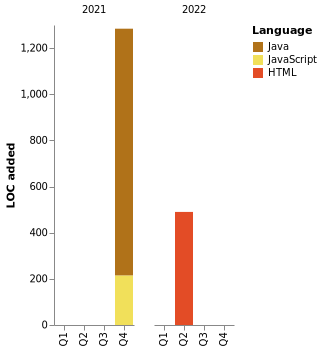 2021
2022
LOC added
1,200
1,000
800
600
400
200
0
Q1 Q2 Q3 Q4
Q1 Q2 Q3 Q4
Language
Java
JavaScript
HTML